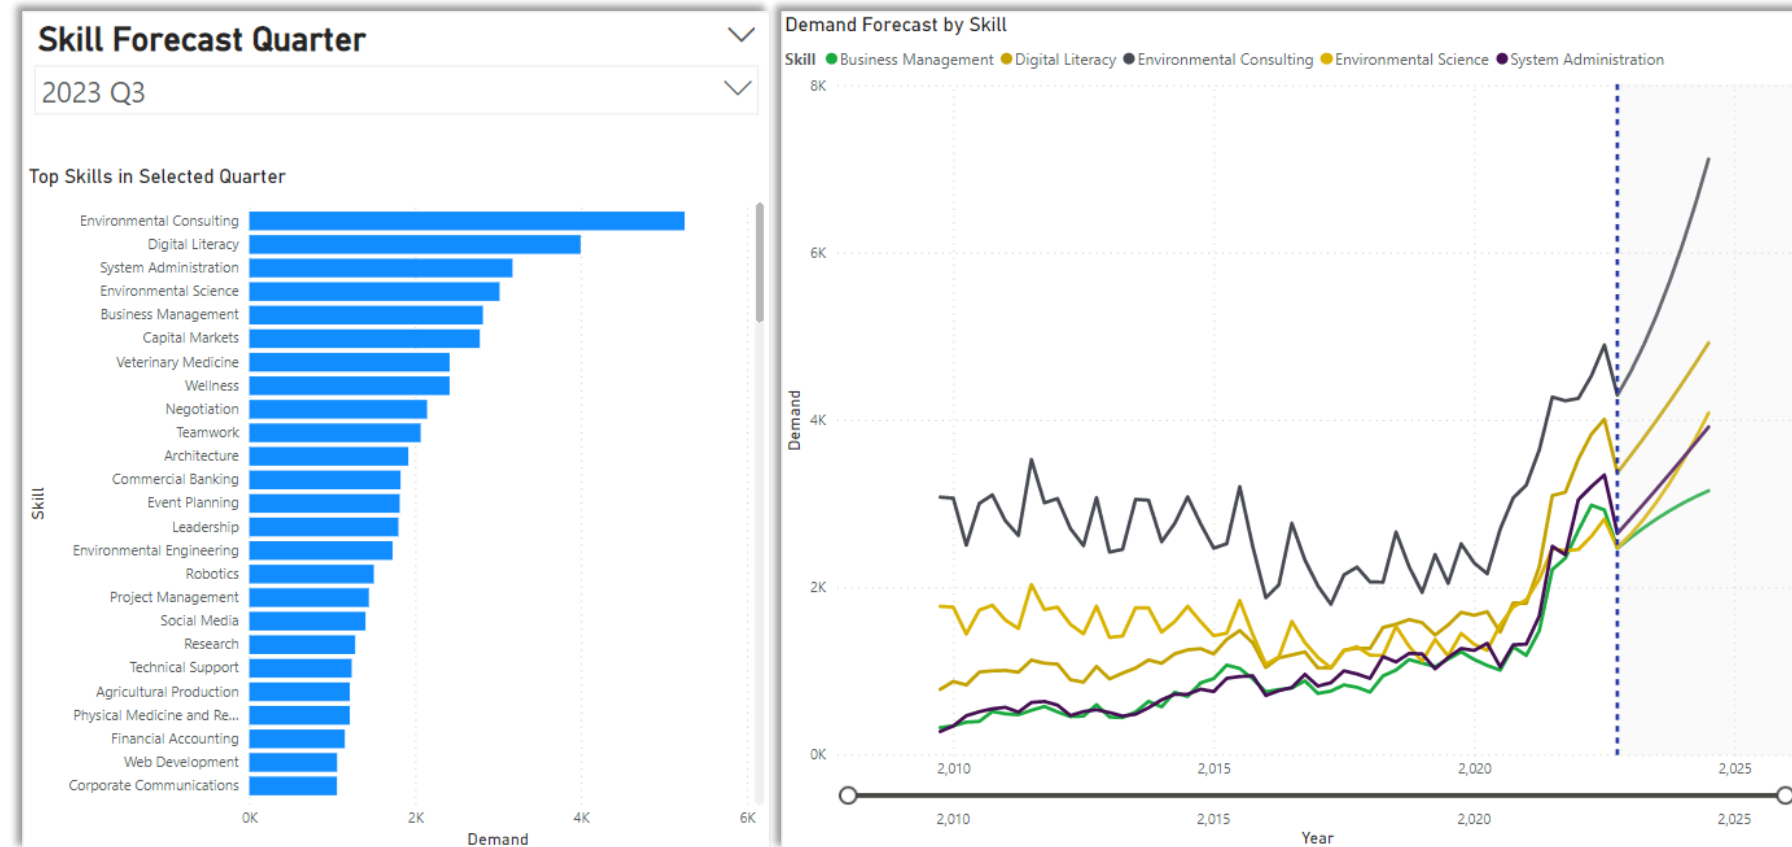 Skill Forecast Quarter
2023 Q3
Top Skills in Selected Quarter
Skill
Environmental Consulting
Digital Literacy
System Administration
Environmental Science
Business Management
Capital Markets
Veterinary Medicine
Wellness
Negotiation
Teamwork
Architecture
Commercial Banking
Event Planning
Leadership
Environmental Engineering
Robotics
Project Management
Social Media
Research
Technical Support
Agricultural Production
Physical Medicine and Re...
Financial Accounting
Web Development
Corporate Communications
0K 2K 4K 6K
Demand
Demand Forecast by Skill
Skill Business Management Digital Literacy Environmental Consulting Environmental Science System Administration
Demand
8K
6K
4K
2K
0K
2,010 2,015 2,020 2,025
2,010 2,015 2,020 2,025
Year